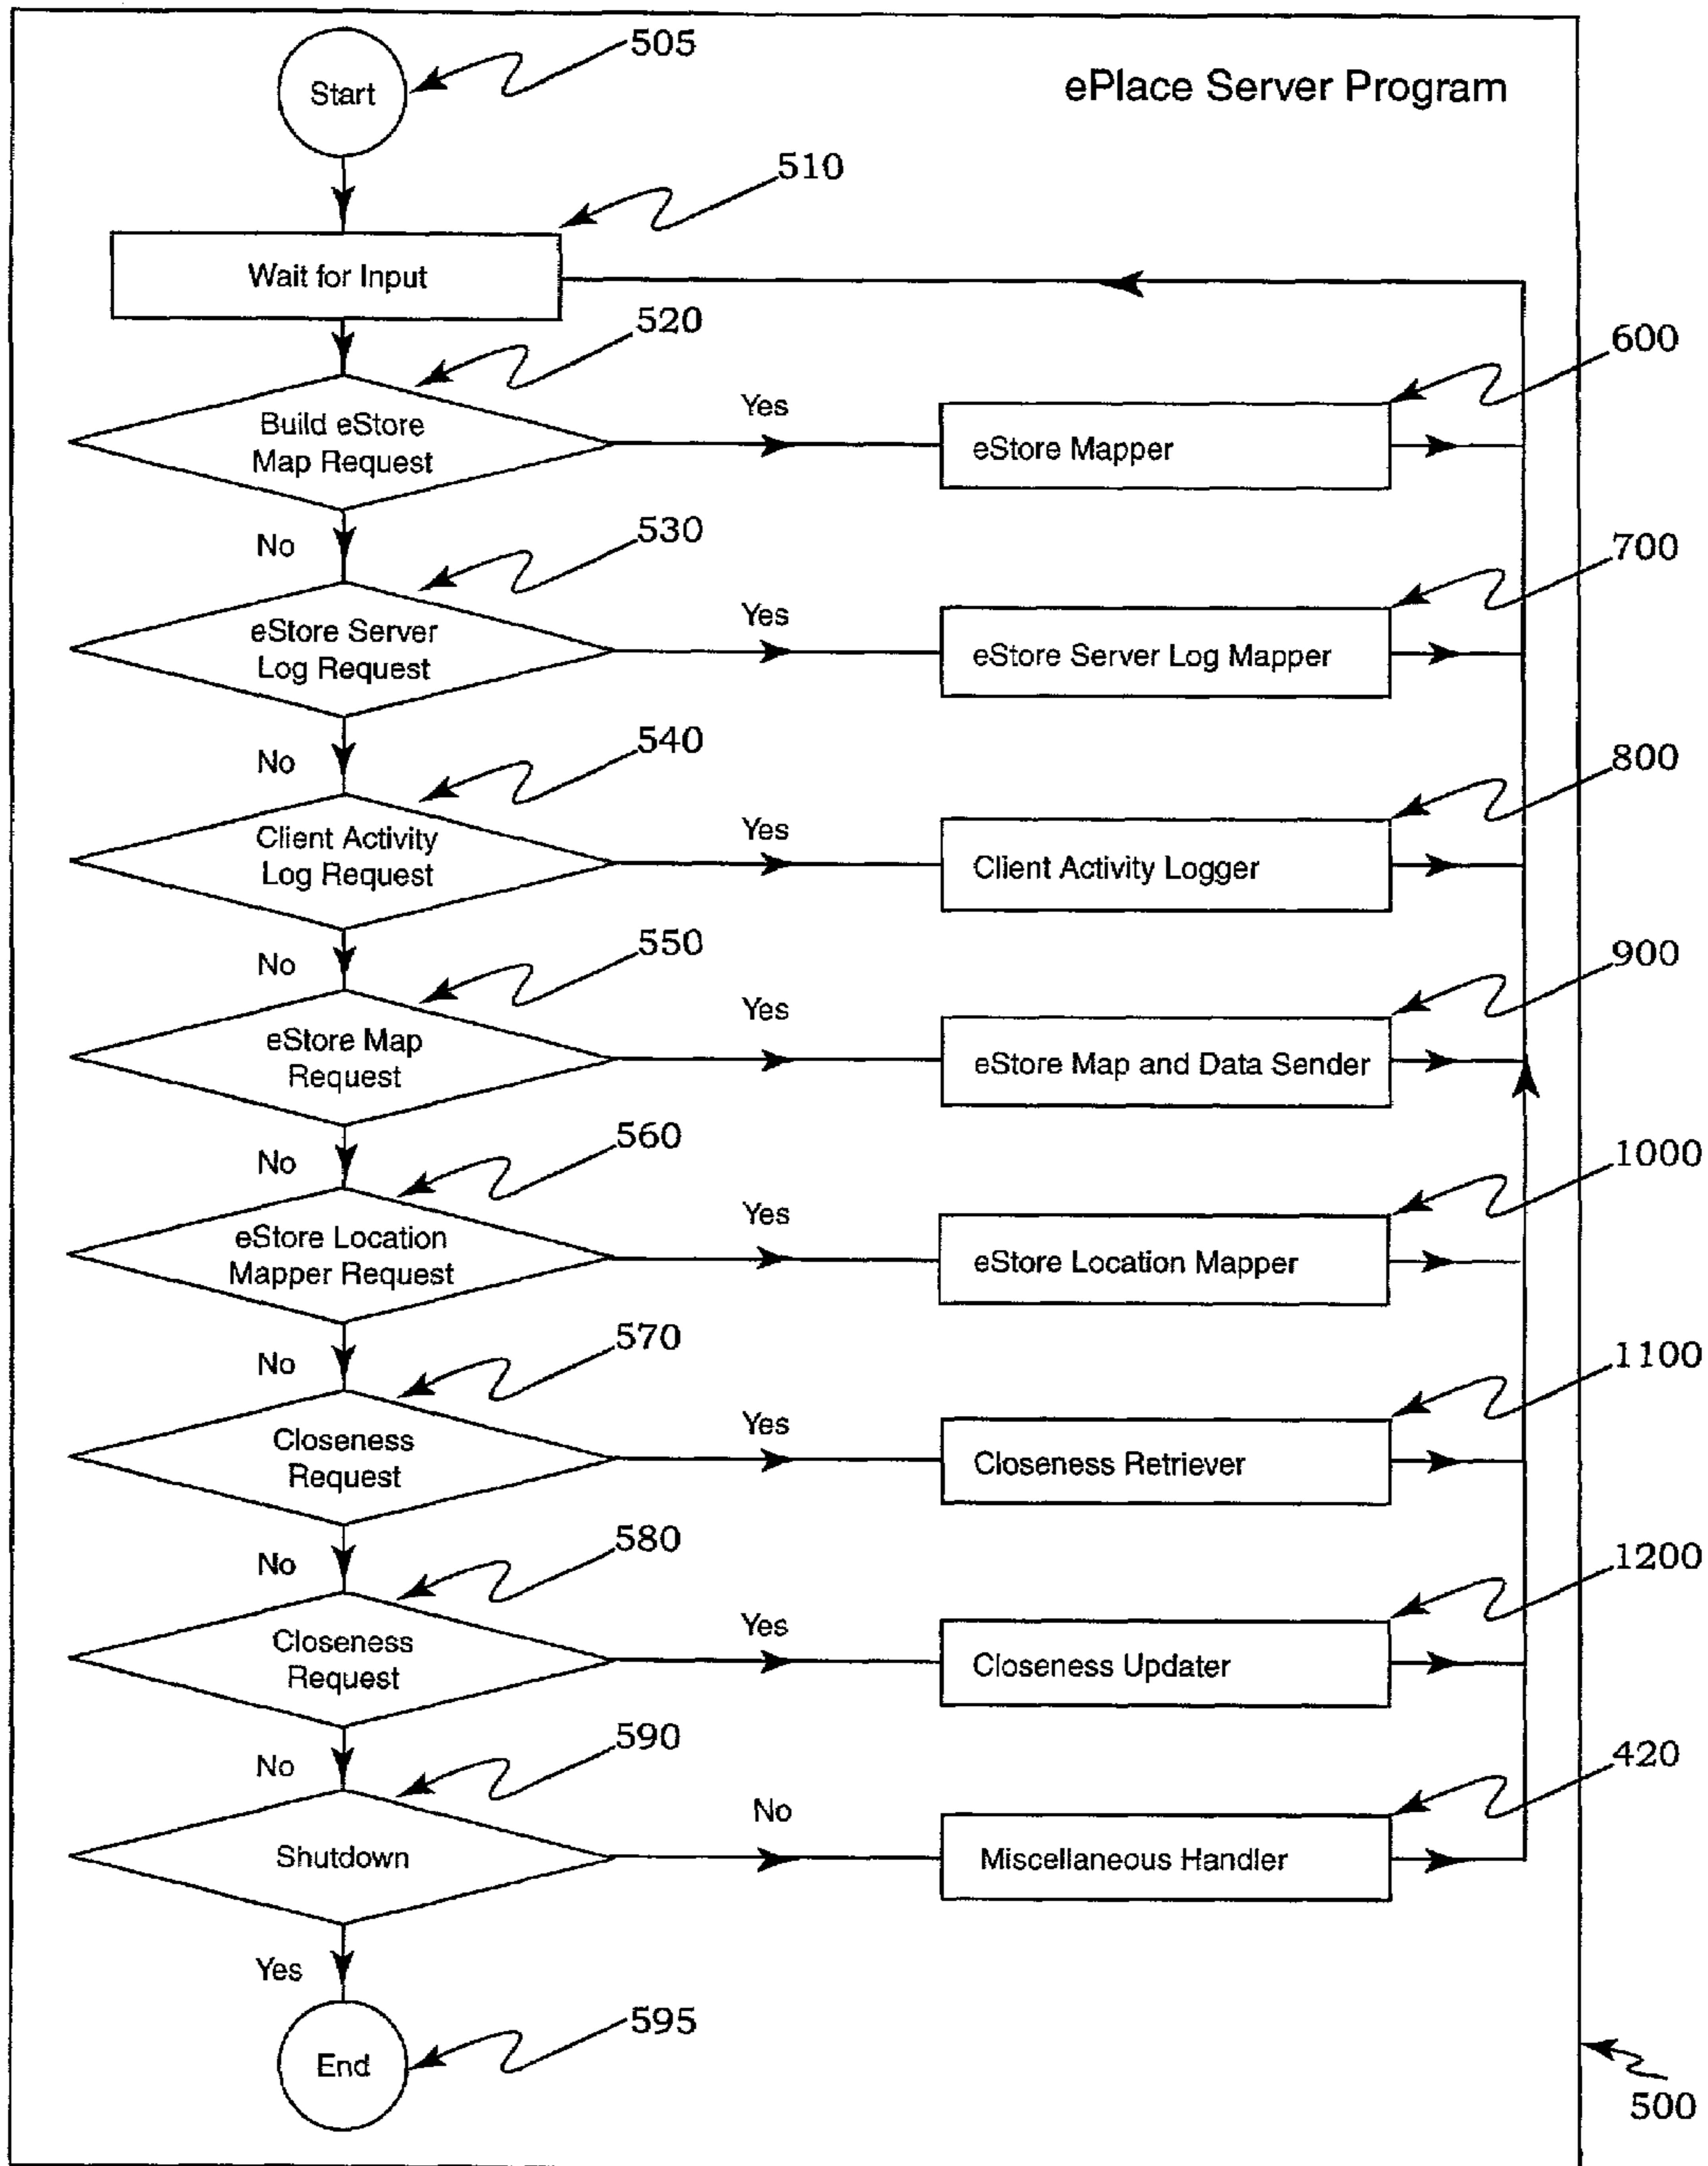 505
Start
ePlace Server Program
510
Wait for Input
520
600
Build eStore
Map Request
Yes
eStore Mapper
No
530
700
eStore Server
Log Request
Yes
eStore Server Log Mapper
No
540
800
Client Activity
Log Request
Yes
Client Activity Logger
No
550
900
eStore Map
Request
Yes
eStore Map and Data Sender
No
560
1000
eStore Location
Mapper Request
Yes
eStore Location Mapper
No
570
1100
Closeness
Request
Yes
Closeness Retriever
No
580
1200
Closeness
Request
Yes
Closeness Updater
No
590
420
Shutdown
No
Miscellaneous Handler
Yes
595
End
500